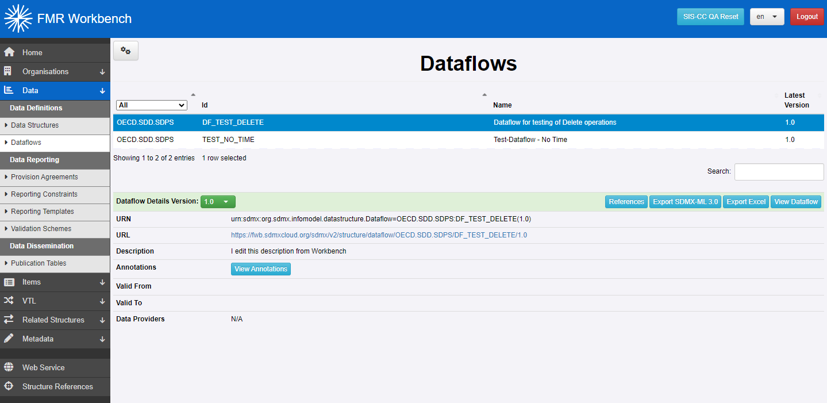 FMR Workbench
SIS-CC QA Reset
en
Logout
Home
Organisations
Data
Data Definitions
Data Structures
Dataflows
Data Reporting
Provision Agreements
Reporting Constraints
Reporting Templates
Validation Schemes
Data Dissemination
Publication Tables
Items
VTL
Related Structures
Metadata
Web Service
Structure References
Dataflows
All Id Name Latest Version
OECD.SDD.SDPS DF_TEST_DELETE Dataflow for testing of Delete operations 1.0
OECD.SDD.SDPS TEST_NO_TIME Test-Dataflow - No Time 1.0
Showing 1 to 2 of 2 entries 1 row selected
Search:
Dataflow Details Version: 1.0 References Export SDMX-ML 3.0 Export Excel View Dataflow
URN urn:sdmx:org.sdmx.infomodel.datastructure.Dataflow=OECD.SDD.SDPS:DF_TEST_DELETE(1.0)
URL https://fwb.sdmxcloud.org/sdmx/v2/structure/dataflow/OECD.SDD.SDPS/DF_TEST_DELETE/1.0
Description I edit this description from Workbench
Annotations View Annotations
Valid From
Valid To
Data Providers N/A